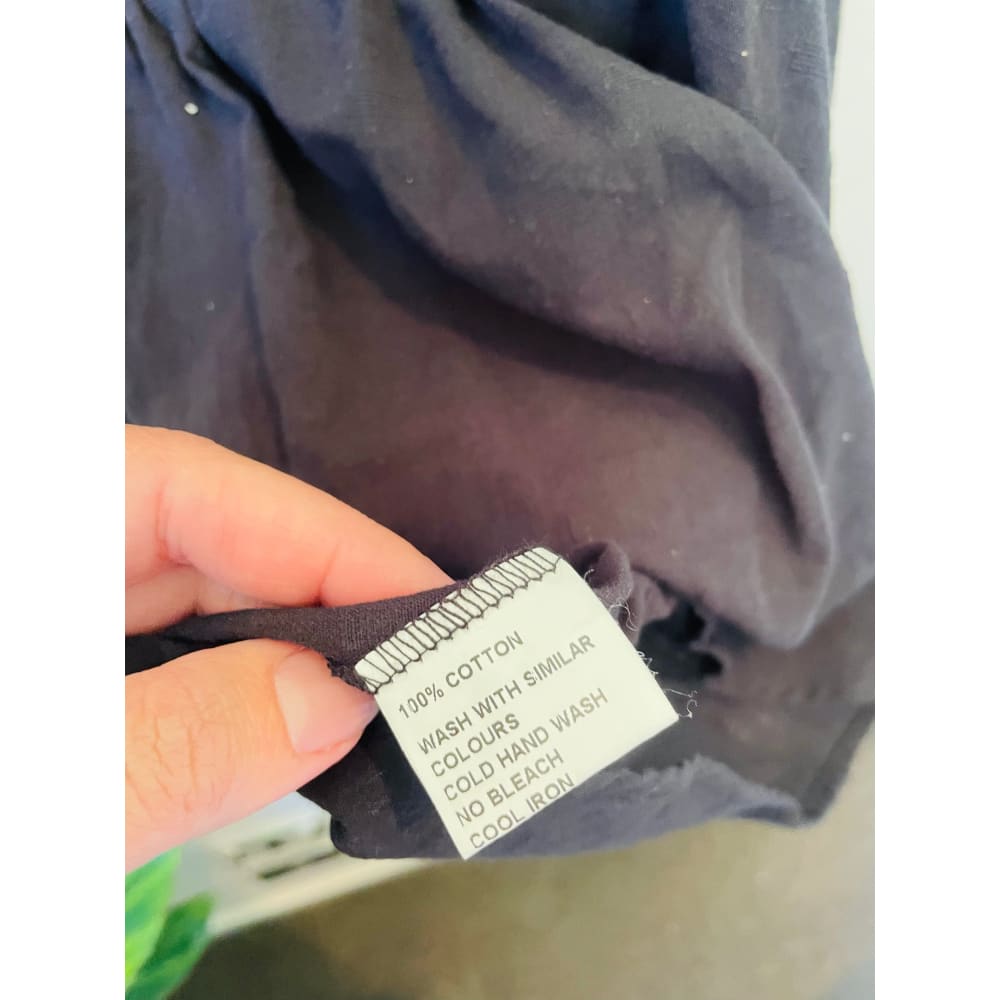 100% COTTON
WASH WITH SIMILAR
COLOURS
COLD HAND WASH
NO BLEACH
COOL IRON